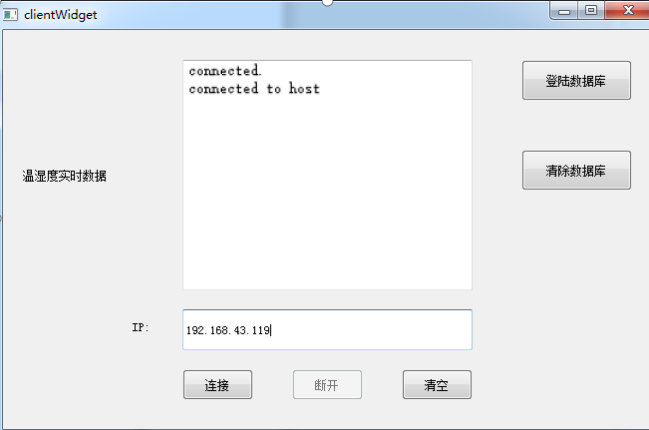 clientWidget
connected.
connected to host
登陆数据库
温湿度实时数据
清除数据库
IP:
192.168.43.119
连接
断开
清空